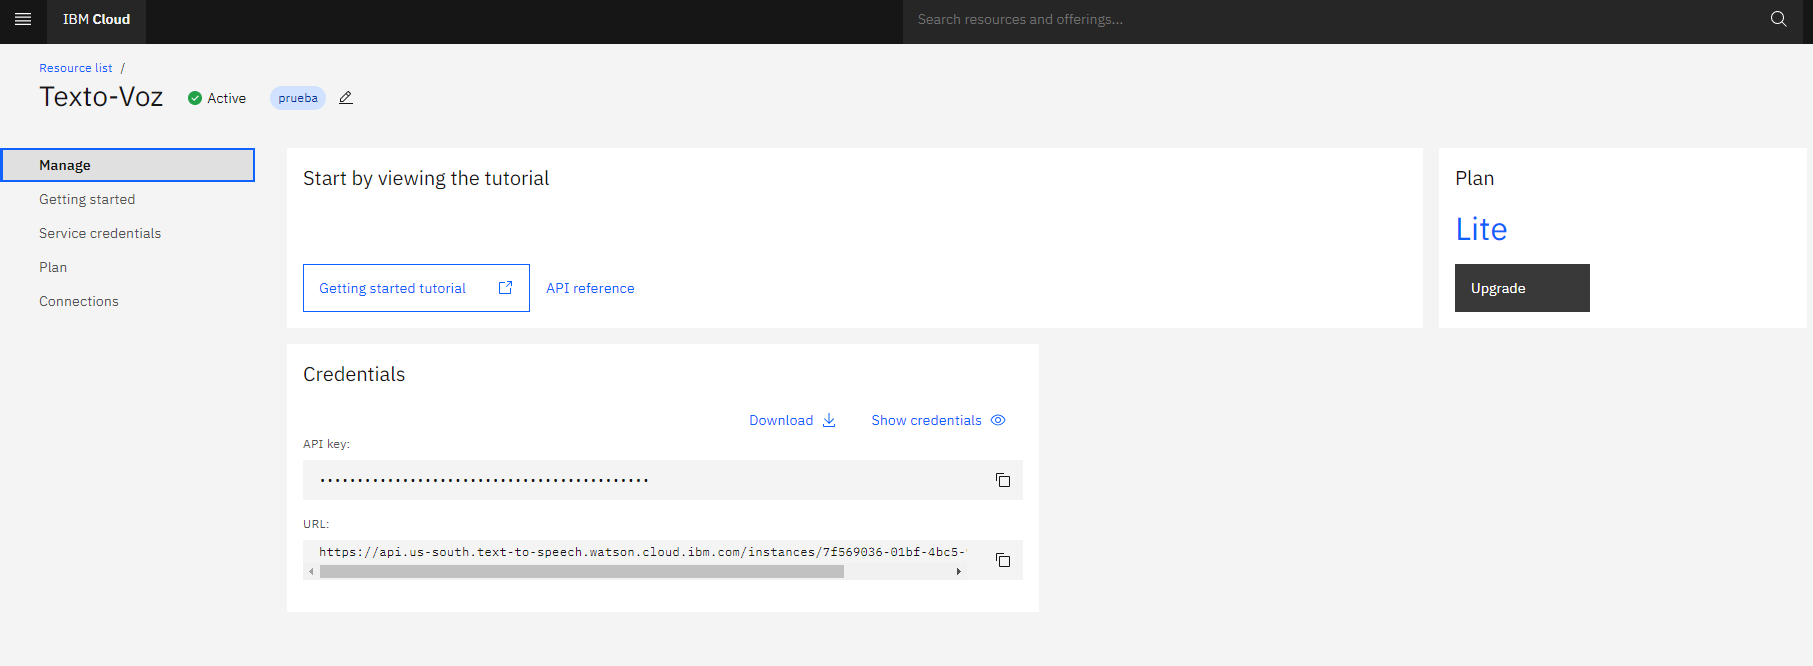 IBM Cloud
Search resources and offerings...
Resource list /
Texto-Voz
Active
prueba
Manage
Getting started
Service credentials
Plan
Connections
Start by viewing the tutorial
Getting started tutorial
API reference
Plan
Lite
Upgrade
Credentials
Download
Show credentials
API key:
URL:
https://api.us-south.text-to-speech.watson.cloud.ibm.com/instances/7f569036-01bf-4bc5-